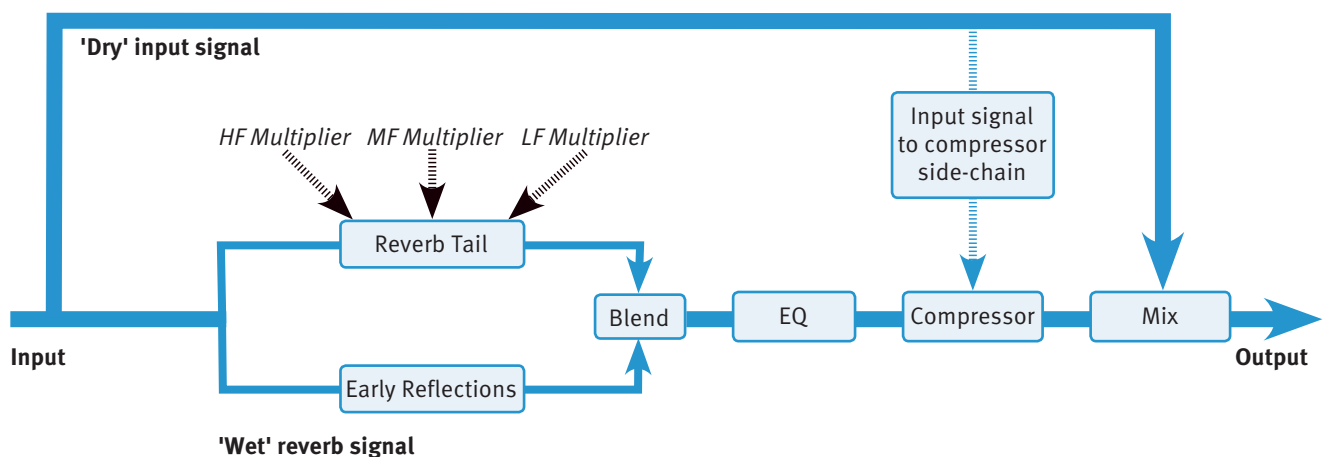 'Dry' input signal
Input signal
to compressor
side-chain
HF Multiplier
MF Multiplier
LF Multiplier
Reverb Tail
Blend
EQ
Compressor
Mix
Input
Output
Early Reflections
'Wet' reverb signal